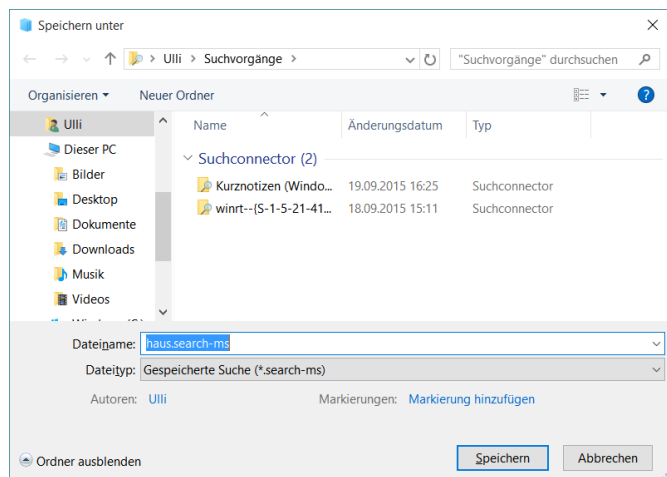 Speichern unter
Ulli > Suchvorgänge >
"Suchvorgänge" durchsuchen
Organisieren
Neuer Ordner
Ulli
Dieser PC
Bilder
Desktop
Dokumente
Downloads
Musik
Videos
Name Änderungsdatum Typ
Suchconnector (2)
Kurznotizen (Windo... 19.09.2015 16:25 Suchconnector
winrt--{S-1-5-21-41... 18.09.2015 15:11 Suchconnector
Dateiname: haus.search-ms
Dateityp: Gespeicherte Suche (*.search-ms)
Autoren: Ulli Markierungen: Markierung hinzufügen
Ordner ausblenden
Speichern
Abbrechen